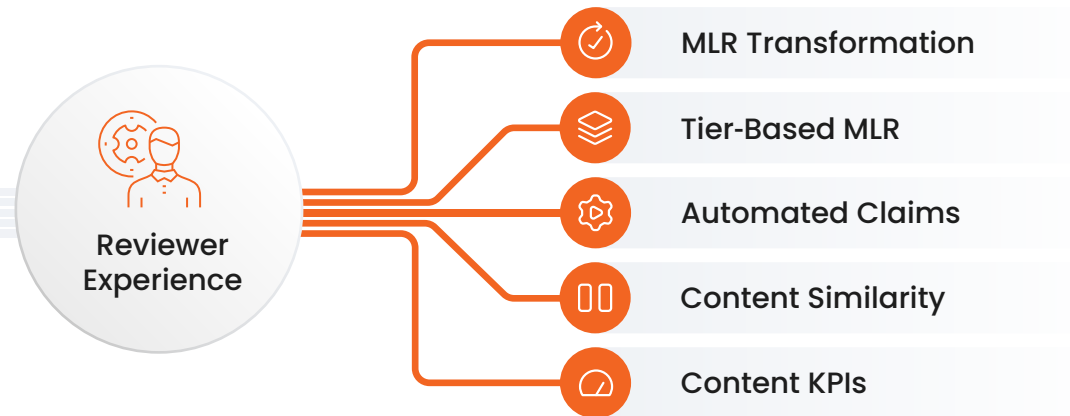 Reviewer
Experience
MLR Transformation
Tier-Based MLR
Automated Claims
Content Similarity
Content KPIs